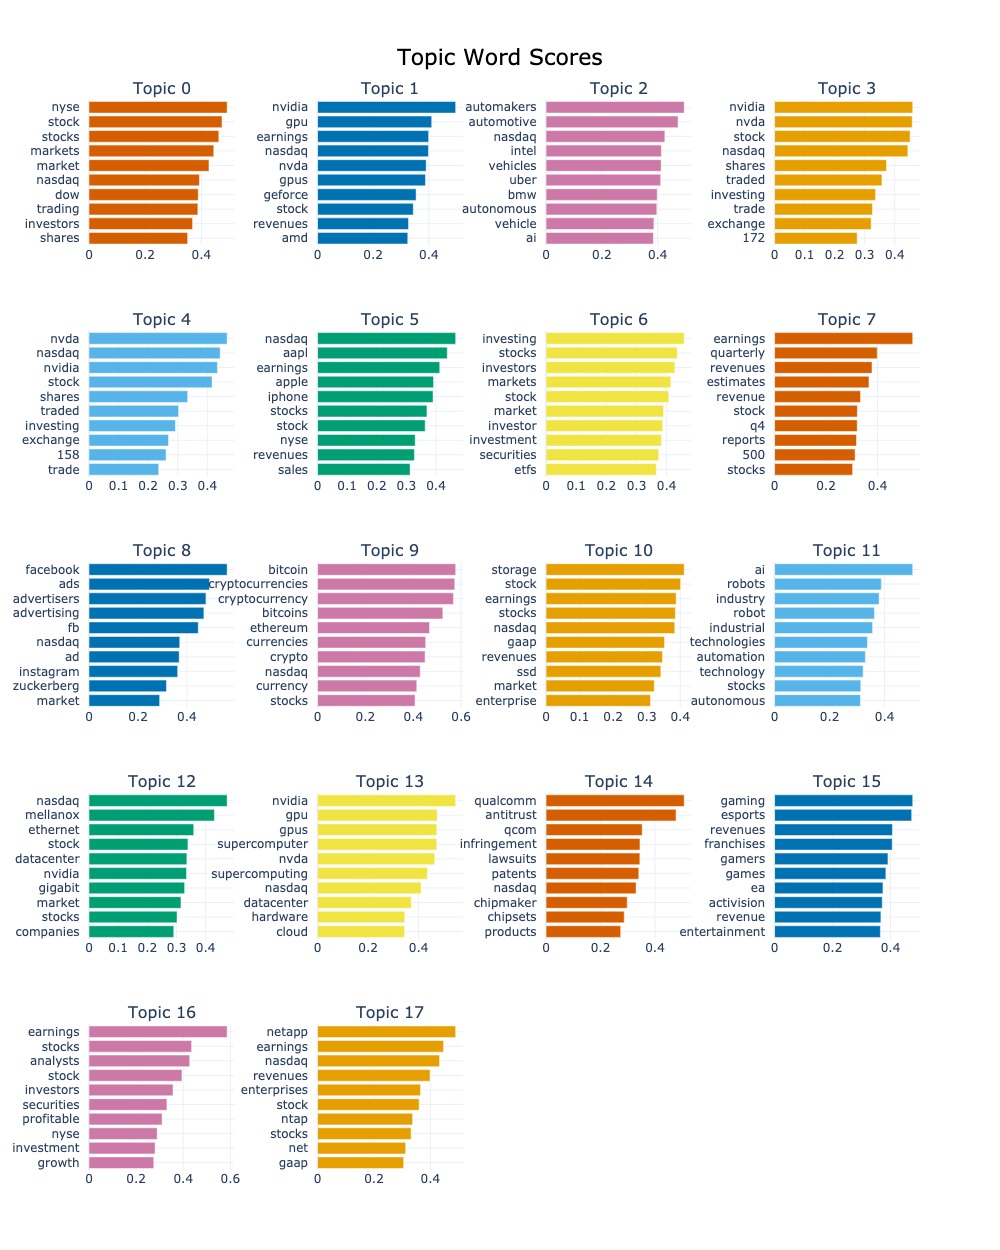 Topic Word Scores
Topic 0
nyse
stock
stocks
markets
market
nasdaq
dow
trading
investors
shares
0 0.2 0.4
Topic 1
nvidia
gpu
earnings
nasdaq
nvda
gpus
geforce
stock
revenues
amd
0 0.2 0.4
Topic 2
automakers
automotive
nasdaq
intel
vehicles
uber
bmw
autonomous
vehicle
ai
0 0.2 0.4
Topic 3
nvidia
nvda
stock
nasdaq
shares
traded
investing
trade
exchange
172
0 0.1 0.2 0.3 0.4
Topic 4
nvda
nasdaq
nvidia
stock
shares
traded
investing
exchange
158
trade
0 0.1 0.2 0.3 0.4
Topic 5
nasdaq
aapl
earnings
apple
iphone
stocks
stock
nyse
revenues
sales
0 0.1 0.2 0.3 0.4
Topic 6
investing
stocks
investors
markets
stock
market
investor
investment
securities
etfs
0 0.1 0.2 0.3 0.4
Topic 7
earnings
quarterly
revenues
estimates
revenue
stock
q4
reports
500
stocks
0 0.2 0.4
Topic 8
facebook
ads
advertisers
advertising
fb
nasdaq
ad
instagram
zuckerberg
market
0 0.2 0.4
Topic 9
bitcoin
cryptocurrencies
cryptocurrency
bitcoins
ethereum
currencies
crypto
nasdaq
currency
stocks
0 0.2 0.4 0.6
Topic 10
storage
stock
earnings
stocks
nasdaq
gaap
revenues
ssd
market
enterprise
0 0.1 0.2 0.3 0.4
Topic 11
ai
robots
industry
robot
industrial
technologies
automation
technology
stocks
autonomous
0 0.2 0.4
Topic 12
nasdaq
mellanox
ethernet
stock
datacenter
nvidia
gigabit
market
stocks
companies
0 0.1 0.2 0.3 0.4
Topic 13
nvidia
gpu
gpus
supercomputer
nvda
supercomputing
nasdaq
datacenter
hardware
cloud
0 0.2 0.4
Topic 14
qualcomm
antitrust
qcom
infringement
lawsuits
patents
nasdaq
chipmaker
chipsets
products
0 0.2 0.4
Topic 15
gaming
esports
revenues
franchises
gamers
games
ea
activision
revenue
entertainment
0 0.2 0.4
Topic 16
earnings
stocks
analysts
stock
investors
securities
profitable
nyse
investment
growth
0 0.2 0.4 0.6
Topic 17
netapp
earnings
nasdaq
revenues
enterprises
stock
ntap
stocks
net
gaap
0 0.2 0.4